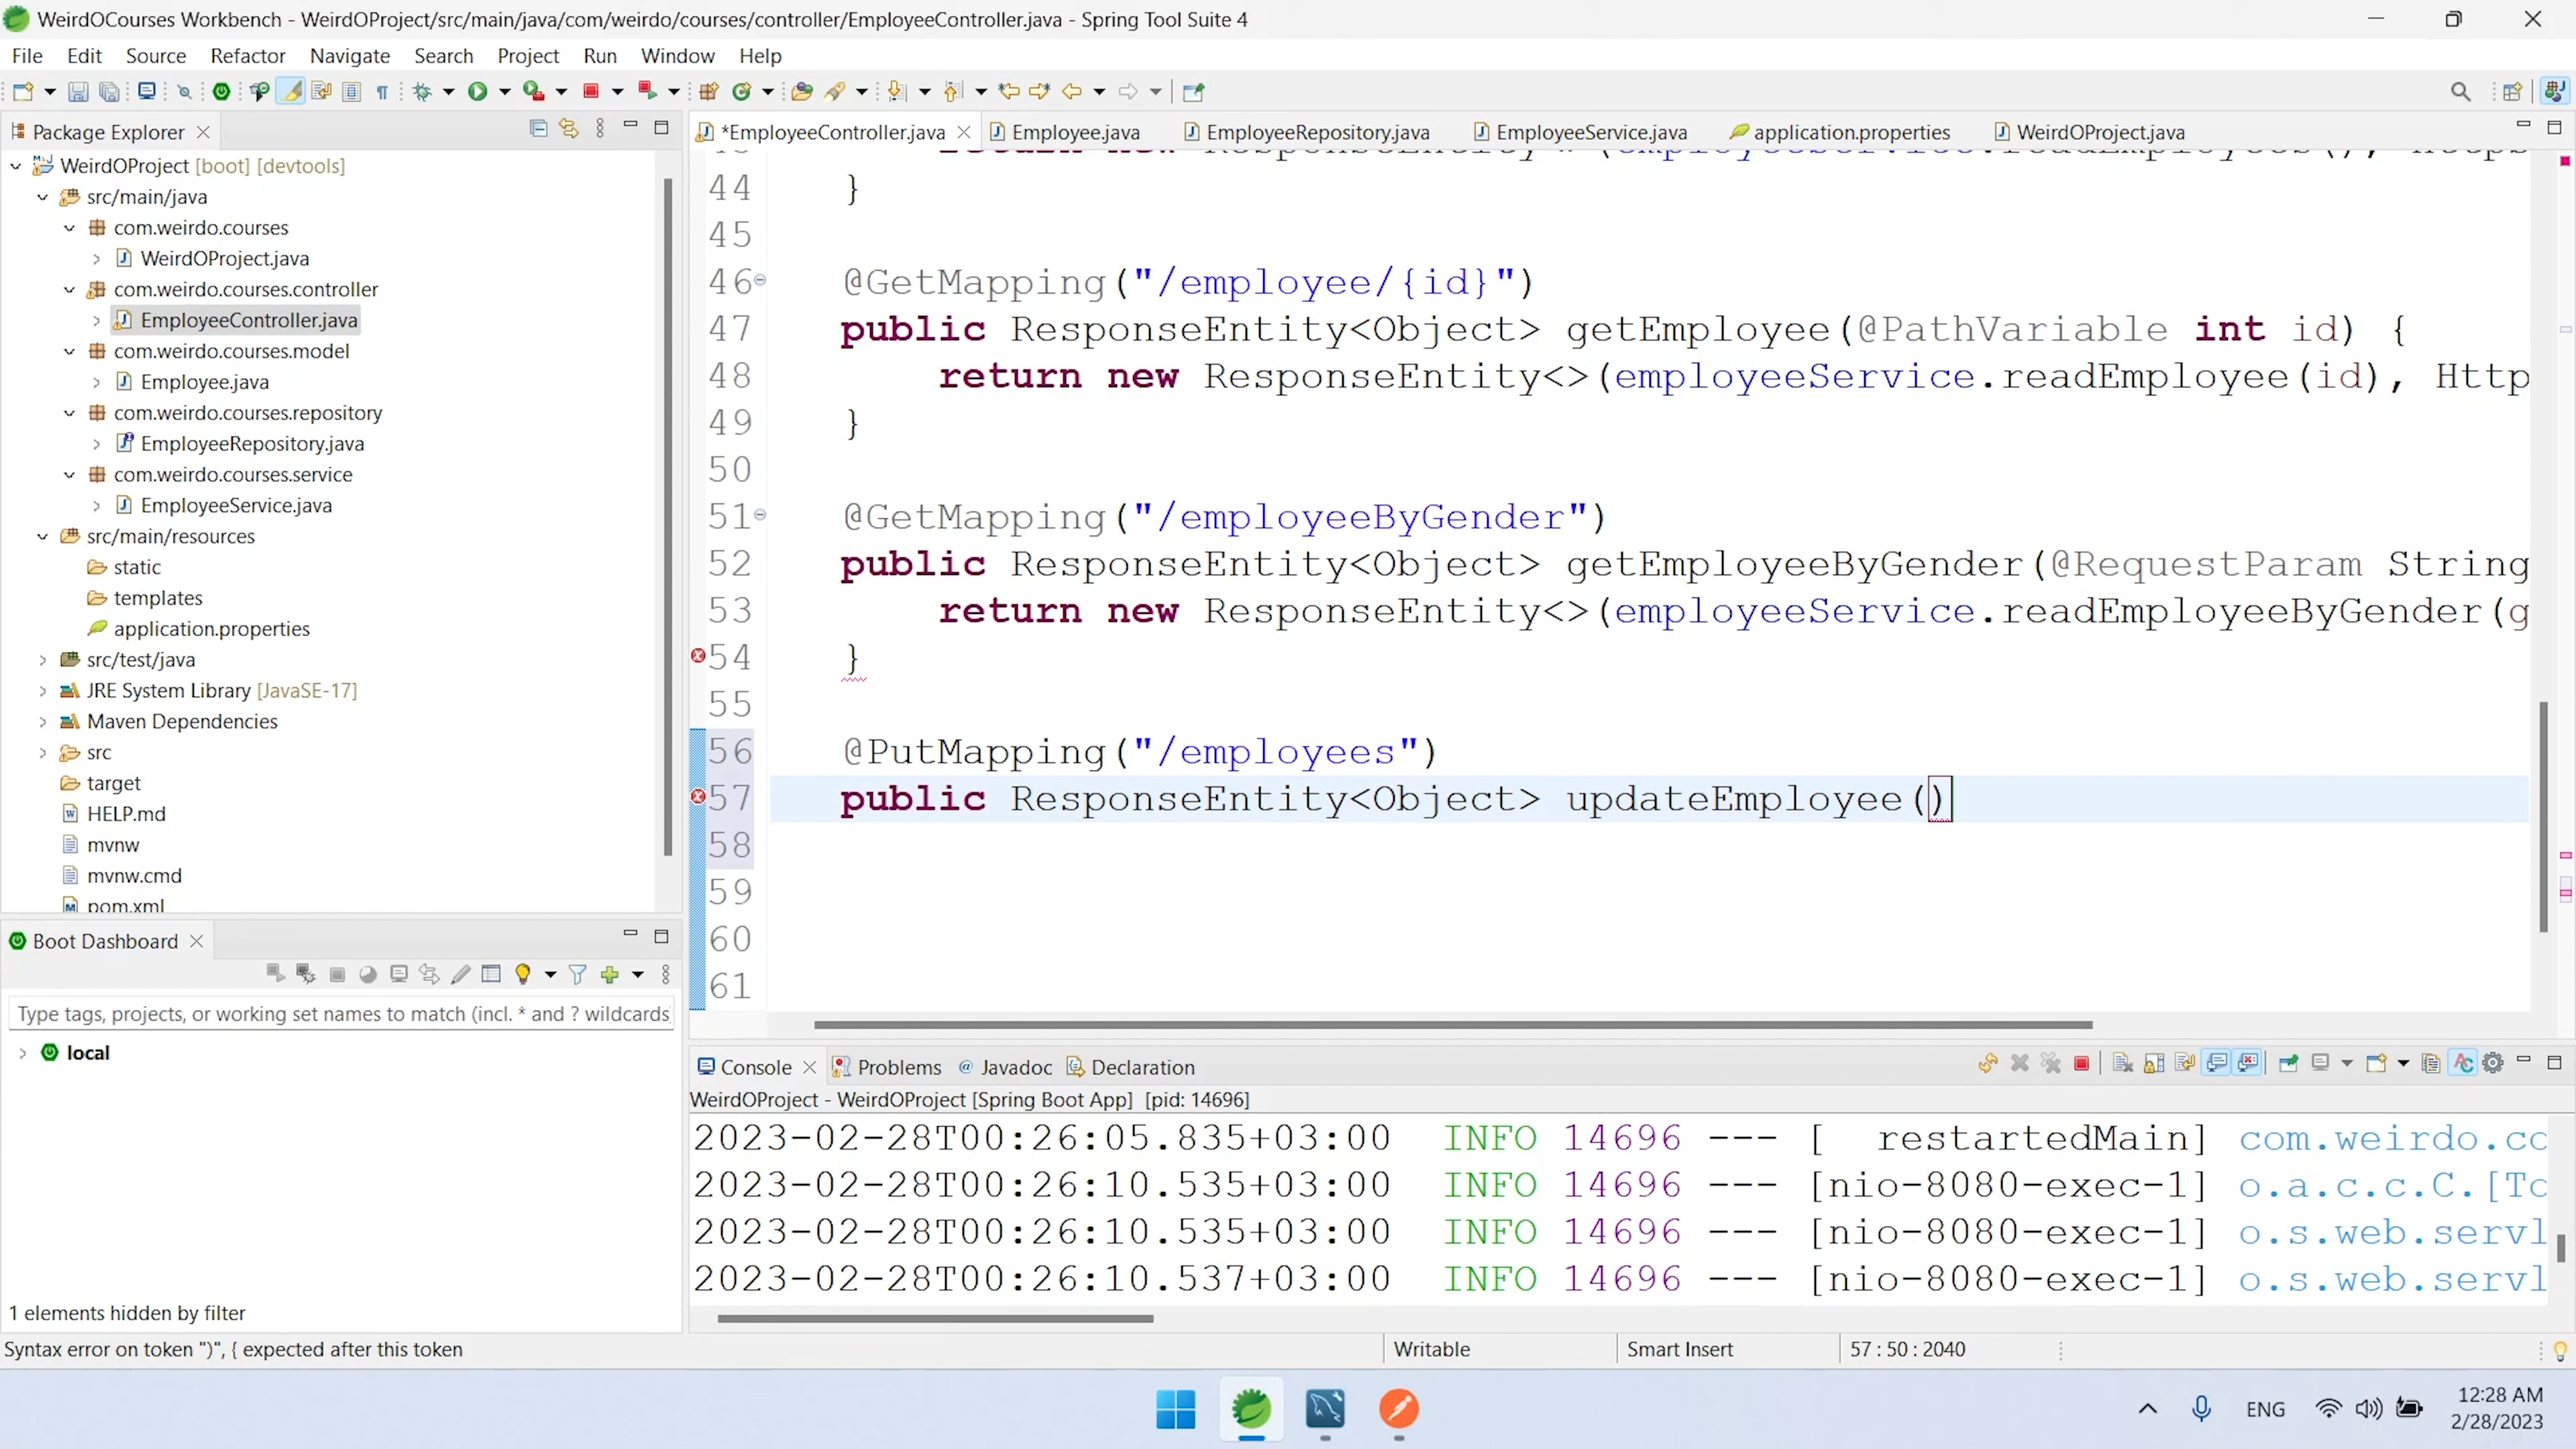 WeirdOCourses Workbench - WeirdOProject/src/main/java/com/weirdo/courses/controller/EmployeeController.java - Spring Tool Suite 4
File Edit Source Refactor Navigate Search Project Run Window Help
Package Explorer
WeirdOProject [boot] [devtools]
src/main/java
com.weirdo.courses
WeirdOProject.java
com.weirdo.courses.controller
EmployeeController.java
com.weirdo.courses.model
Employee.java
com.weirdo.courses.repository
EmployeeRepository.java
com.weirdo.courses.service
EmployeeService.java
src/main/resources
static
templates
application.properties
src/test/java
JRE System Library [JavaSE-17]
Maven Dependencies
src
target
HELP.md
mvnw
mvnw.cmd
pom.xml
Boot Dashboard
Type tags, projects, or working set names to match (incl. * and ? wildcards
local
1 elements hidden by filter
*EmployeeController.java Employee.java EmployeeRepository.java EmployeeService.java application.properties WeirdOProject.java
44 }
45
46 @GetMapping("/employee/{id}")
47 public ResponseEntity<Object> getEmployee(@PathVariable int id) {
48 return new ResponseEntity<>(employeeService.readEmployee(id), Http
49 }
50
51 @GetMapping("/employeeByGender")
52 public ResponseEntity<Object> getEmployeeByGender(@RequestParam String
53 return new ResponseEntity<>(employeeService.readEmployeeByGender(g
54 }
55
56 @PutMapping("/employees")
57 public ResponseEntity<Object> updateEmployee()
58
59
60
61
Console Problems @ Javadoc Declaration
WeirdOProject - WeirdOProject [Spring Boot App] [pid: 14696]
2023-02-28T00:26:05.835+03:00 INFO 14696 --- [ restartedMain] com.weirdo.co
2023-02-28T00:26:10.535+03:00 INFO 14696 --- [nio-8080-exec-1] o.a.c.c.C.[To
2023-02-28T00:26:10.535+03:00 INFO 14696 --- [nio-8080-exec-1] o.s.web.servl
2023-02-28T00:26:10.537+03:00 INFO 14696 --- [nio-8080-exec-1] o.s.web.servl
Syntax error on token ")", { expected after this token Writable Smart Insert 57 : 50 : 2040
ENG
12:28 AM
2/28/2023